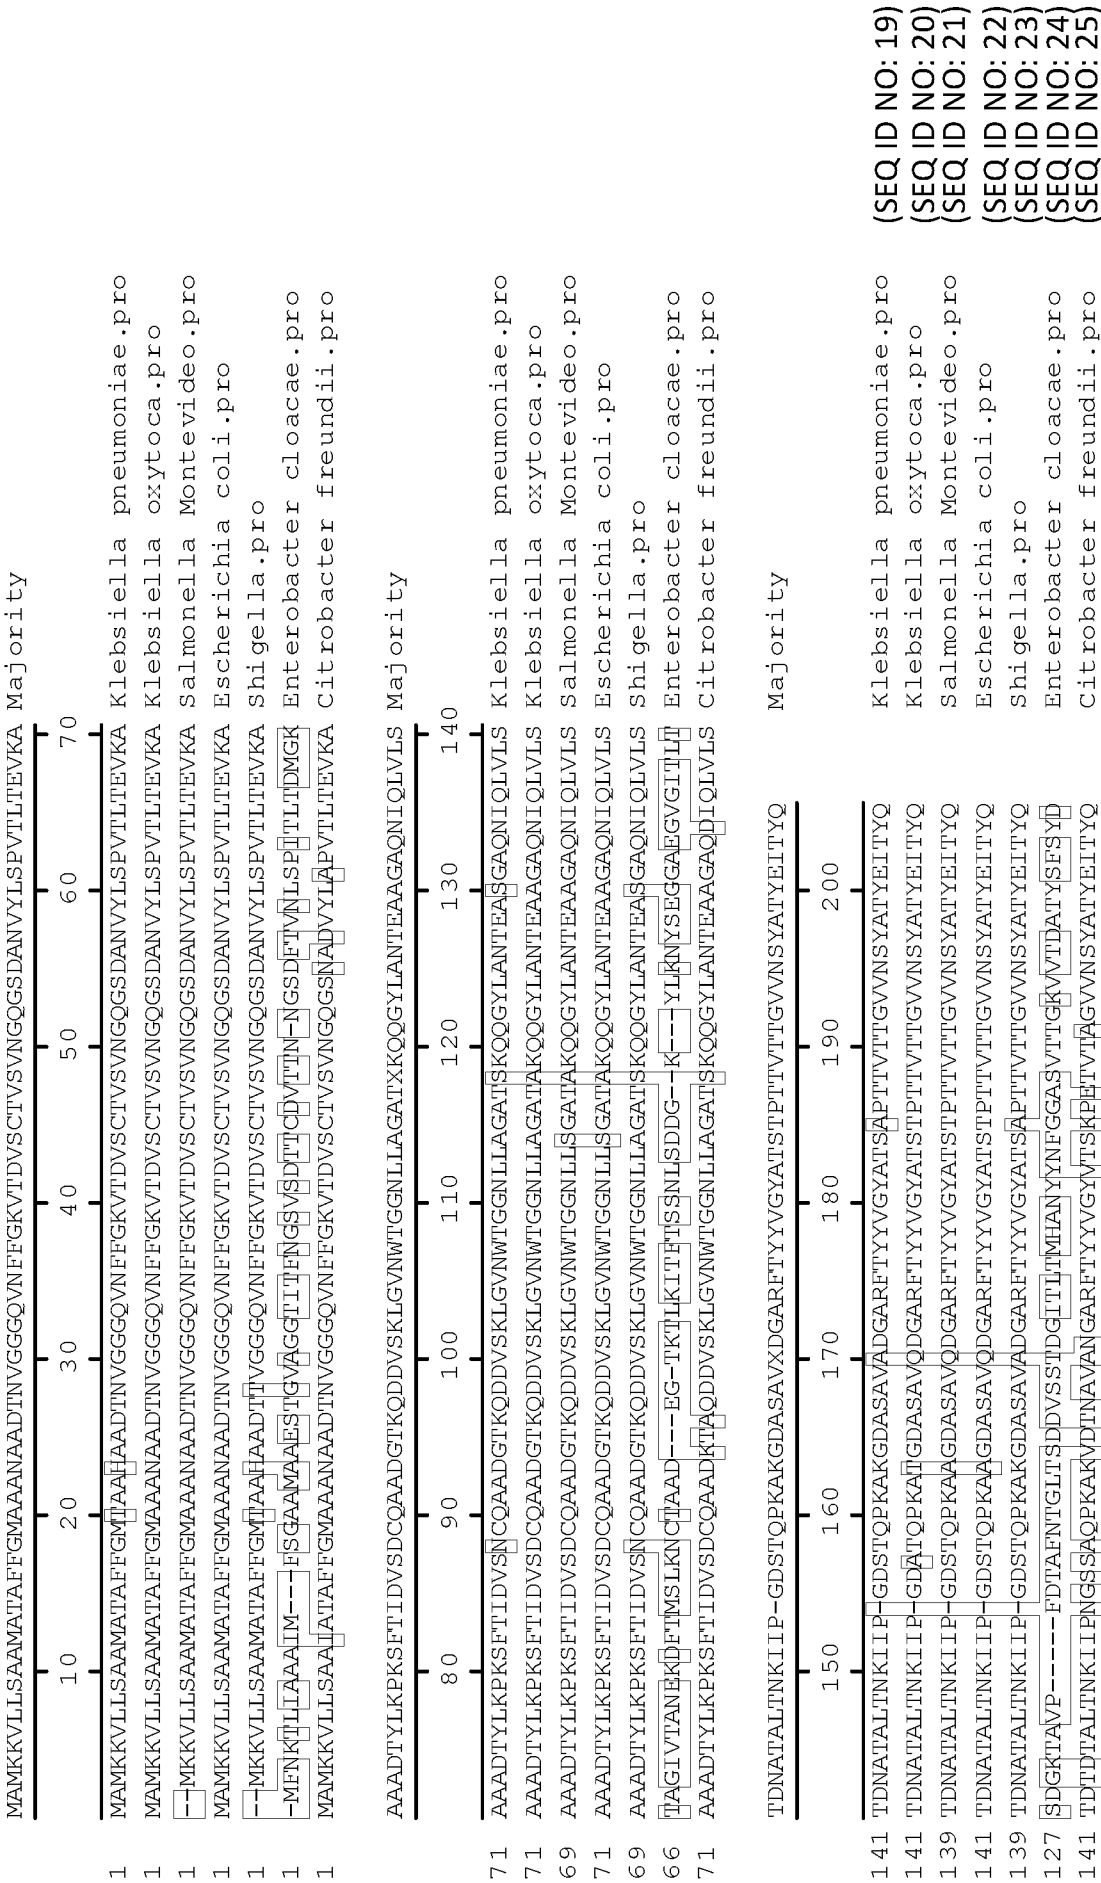 MAMKKVLLSAAMATAFFGMAAANAADTNVGGGQVNFFGKVTDVSCTVSVNGQGSDANVYLSPVTLTEVKA Majority
10 20 30 40 50 60 70
1 MAMKKVLLSAAMATAFFGMTAAHAADTNVGGGQVNFFGKVTDVSCTVSVNGQGSDANVYLSPVTLTEVKA Klebsiella pneumoniae.pro
1 MAMKKVLLSAAMATAFFGMAAANAADTNVGGGQVNFFGKVTDVSCTVSVNGQGSDANVYLSPVTLTEVKA Klebsiella oxytoca.pro
1 --MKKVLLSAAMATAFFGMAAANAADTNVGGGQVNFFGKVTDVSCTVSVNGQGSDANVYLSPVTLTEVKA Salmonella Montevideo.pro
1 MAMKKVLLSAAMATAFFGMAAANAADTNVGGGQVNFFGKVTDVSCTVSVNGQGSDANVYLSPVTLTEVKA Escherichia coli.pro
1 --MKKVLLSAAMATAFFGMTAAHAADTTVGGGQVNFFGKVTDVSCTVSVNGQGSDANVYLSPVTLTEVKA Shigella.pro
1 -MFNKTLIAAAIM---FSGAAMAAESTGVAGGTITFNGSVSDTTCDVTTN-NGSDFTVNLSPITLTDMGK Enterobacter cloacae.pro
1 MAMKKVLLSAAIATAFFGMAAANAADTNVGGGQVNFFGKVTDVSCTVSVNGQGSNADVYLAPVTLTEVKA Citrobacter freundii.pro
AAADTYLKPKSFTIDVSDCQAADGTKQDDVSKLGVNWTGGNLLAGATXKQQGYLANTEAAGAQNIQLVLS Majority
80 90 100 110 120 130 140
71 AAADTYLKPKSFTIDVSNCQAADGTKQDDVSKLGVNWTGGNLLAGATSKQQGYLANTEASGAQNIQLVLS Klebsiella pneumoniae.pro
71 AAADTYLKPKSFTIDVSDCQAADGTKQDDVSKLGVNWTGGNLLAGATAKQQGYLANTEAAGAQNIQLVLS Klebsiella oxytoca.pro
69 AAADTYLKPKSFTIDVSDCQAADGTKQDDVSKLGVNWTGGNLLSGATAKQQGYLANTEAAGAQNIQLVLS Salmonella Montevideo.pro
71 AAADTYLKPKSFTIDVSDCQAADGTKQDDVSKLGVNWTGGNLLSGATAKQQGYLANTEAAGAQNIQLVLS Escherichia coli.pro
69 AAADTYLKPKSFTIDVSNCQAADGTKQDDVSKLGVNWTGGNLLAGATSKQQGYLANTEASGAQNIQLVLS Shigella.pro
66 TAGIVTANEKDFTMSLKNCTAAD---EG-TKTLKITFTSSNLSDDG--K---YLKNYSEGGAEGVGITLT Enterobacter cloacae.pro
71 AAADTYLKPKSFTIDVSDCQAADKTAQDDVSKLGVNWTGGNLLAGATSKQQGYLANTEAAGAQDIQLVLS Citrobacter freundii.pro
TDNATALTNKIIP-GDSTQPKAKGDASAVXDGARFTYYVGYATSTPTTVTTGVVNSYATYEITYQ Majority
150 160 170 180 190 200
141 TDNATALTNKIIP-GDSTQPKAKGDASAVADGARFTYYVGYATSAPTTVTTGVVNSYATYEITYQ Klebsiella pneumoniae.pro (SEQ ID NO: 19)
141 TDNATALTNKIIP-GDATQPKATGDASAVQDGARFTYYVGYATSTPTTVTTGVVNSYATYEITYQ Klebsiella oxytoca.pro (SEQ ID NO: 20)
139 TDNATALTNKIIP-GDSTQPKAAGDASAVQDGARFTYYVGYATSTPTTVTTGVVNSYATYEITYQ Salmonella Montevideo.pro (SEQ ID NO: 21)
141 TDNATALTNKIIP-GDSTQPKAAGDASAVQDGARFTYYVGYATSTPTTVTTGVVNSYATYEITYQ Escherichia coli.pro (SEQ ID NO: 22)
139 TDNATALTNKIIP-GDSTQPKAKGDASAVADGARFTYYVGYATSAPTTVTTGVVNSYATYEITYQ Shigella.pro (SEQ ID NO: 23)
127 SDGKTAVP------FDTAFNTGLTSDDVSSTDGITLTMHANYYNFGGASVTTGKVVTDATYSFSYD Enterobacter cloacae.pro (SEQ ID NO: 24)
141 TDTDTALTNKIIPNGSSAQPKAKVDTNAVANGARFTYYVGYVTSKPETVTAGVVNSYATYEITYQ Citrobacter freundii.pro (SEQ ID NO: 25)